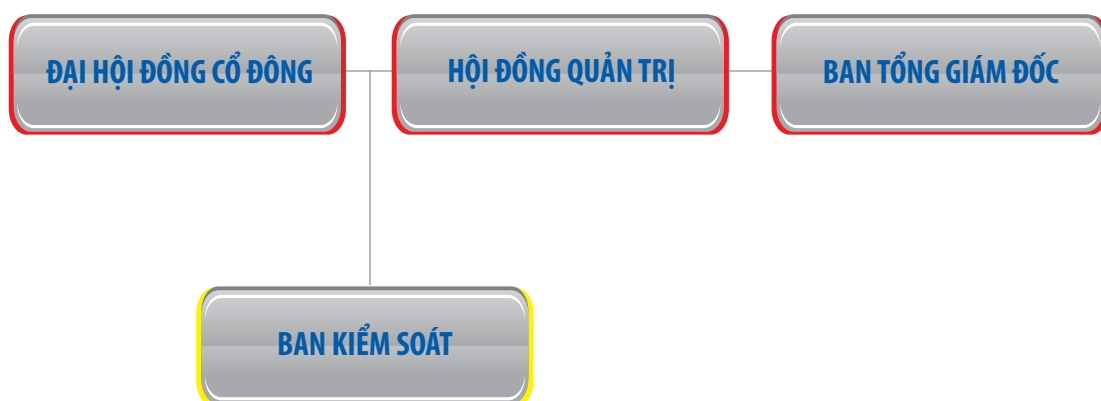 ĐẠI HỘI ĐỒNG CỔ ĐÔNG
HỘI ĐỒNG QUẢN TRỊ
BAN TỔNG GIÁM ĐỐC
BAN KIỂM SOÁT